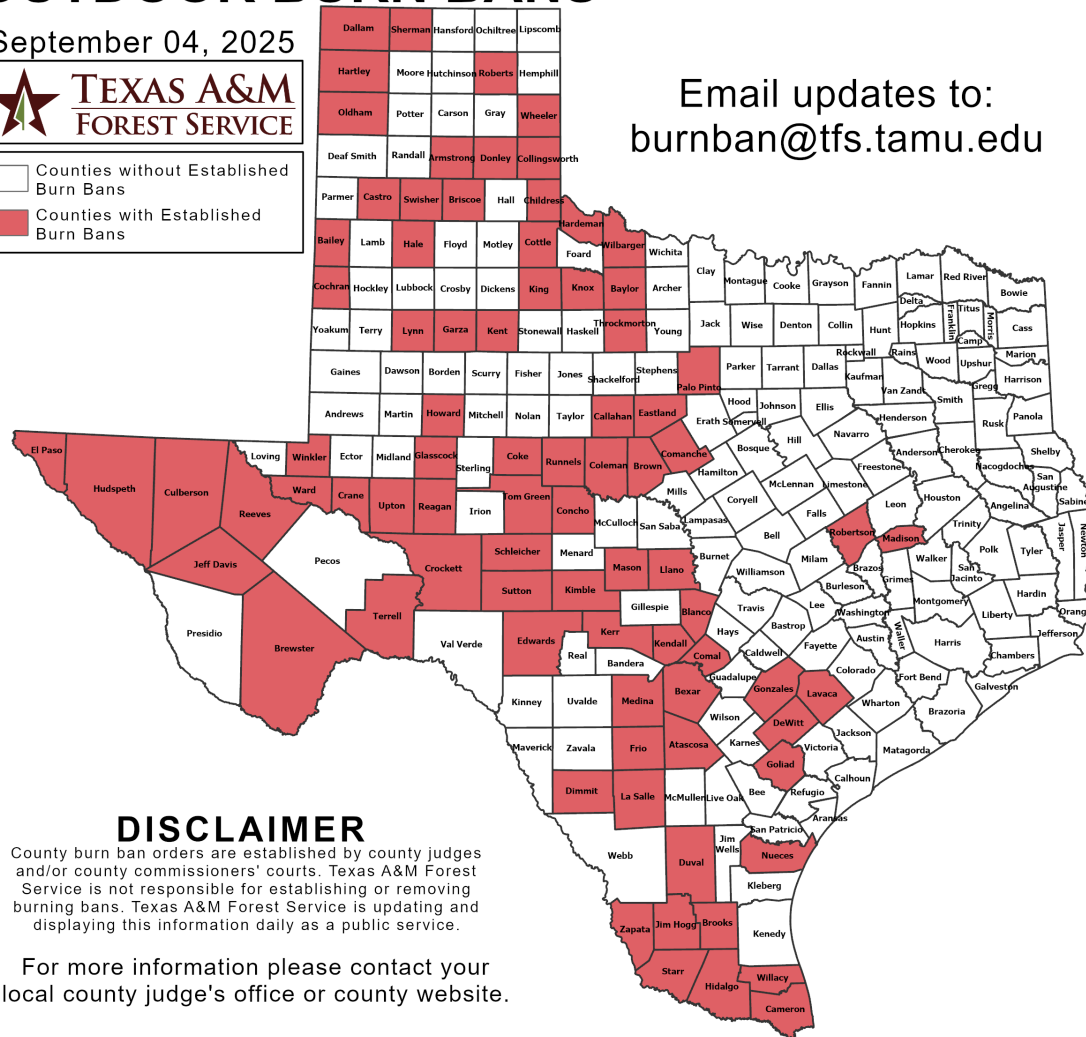 OUTDOOR BURN BANS
September 04, 2025
TEXAS A&M
FOREST SERVICE
Counties without Established
Burn Bans
Counties with Established
Burn Bans
Email updates to:
burnban@tfs.tamu.edu
Dallam Sherman Hansford Ochiltree Lipscomb
Hartley Moore Hutchinson Roberts Hemphill
Oldham Potter Carson Gray Wheeler
Deaf Smith Randall Armstrong Donley Collingsworth
Parmer Castro Swisher Briscoe Hall Childress
Hardeman
Bailey Lamb Hale Floyd Motley Cottle Foard Wilbarger Wichita
Clay Montague Cooke Grayson Fannin Lamar Red River Bowie
Cochran Hockley Lubbock Crosby Dickens King Knox Baylor Archer
Delta Franklin Titus Morris Cass
Yoakum Terry Lynn Garza Kent Stonewall Haskell Throckmorton Young Jack Wise Denton Collin Hunt Hopkins Camp
Rockwall Rains Wood Upshur Marion
Gaines Dawson Borden Scurry Fisher Jones Shackelford Stephens Palo Pinto Parker Tarrant Dallas Kaufman Van Zandt Smith Gregg Harrison
Andrews Martin Howard Mitchell Nolan Taylor Callahan Eastland Erath Hood Somervell Johnson Ellis Henderson Rusk Panola
El Paso Loving Winkler Ector Midland Glasscock Sterling Coke Runnels Coleman Brown Comanche Bosque Hill Navarro Anderson Cherokee Nacogdoches Shelby
Hudspeth Culberson Reeves Ward Crane Upton Reagan Irion Tom Green Concho McCulloch San Saba Mills Hamilton Coryell McLennan Limestone Freestone Leon Houston Angelina San
Augustine Sabine
Lampasas Bell Falls Robertson Madison Trinity Polk Tyler Jasper Newton
Jeff Davis Pecos Crockett Schleicher Menard Mason Llano Burnet Williamson Milam Brazos Grimes Walker San
Jacinto Hardin
Presidio Brewster Terrell Val Verde Sutton Kimble Gillespie Blanco Travis Lee Burleson Washington Montgomery Liberty Orange
Edwards Kerr Real Bandera Kendall Comal Hays Bastrop Caldwell Fayette Austin Waller Harris Chambers Jefferson
Kinney Uvalde Medina Bexar Guadalupe Gonzales Lavaca Colorado Fort Bend Galveston
Wilson DeWitt Wharton Brazoria
Maverick Zavala Frio Atascosa Karnes Goliad Victoria Jackson Matagorda
Dimmit La Salle McMullen Live Oak Bee Refugio Calhoun
Aransas
San Patricio
Webb Duval Jim
Wells Nueces
Kleberg
Zapata Jim Hogg Brooks Kenedy
Starr Hidalgo Willacy
Cameron
DISCLAIMER
County burn ban orders are established by county judges
and/or county commissioners' courts. Texas A&M Forest
Service is not responsible for establishing or removing
burning bans. Texas A&M Forest Service is updating and
displaying this information daily as a public service.
For more information please contact your
local county judge's office or county website.